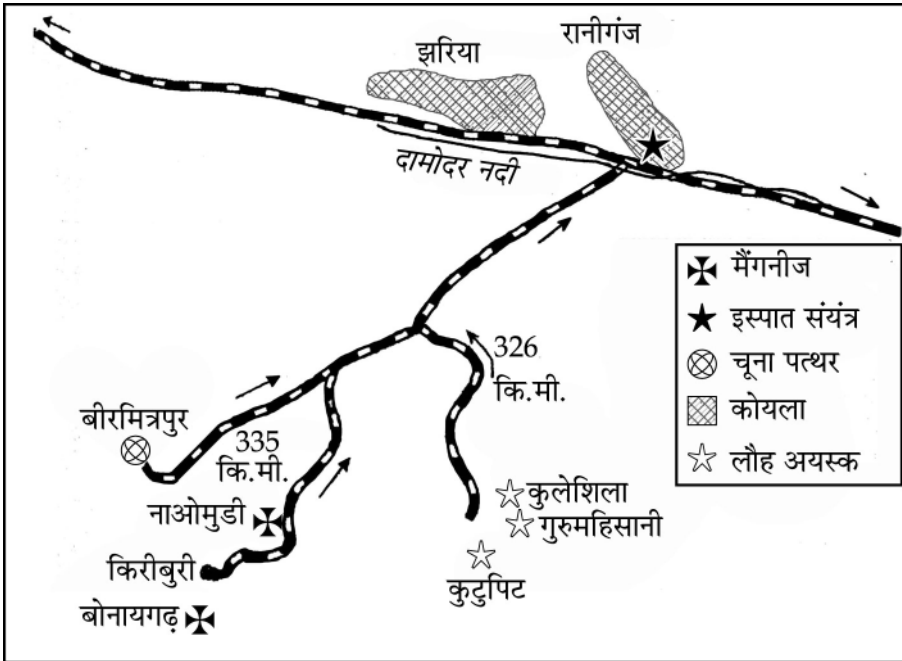 रानीगंज
झरिया
दामोदर नदी
326
कि.मी.
बीरमित्रपुर
335
कि.मी.
नाओमुडी
किरीबुरी
बोनायगढ़
कुलेशिला
गुरुमहिसानी
कुटुपिट
मैंगनीज
इस्पात संयंत्र
चूना पत्थर
कोयला
लौह अयस्क